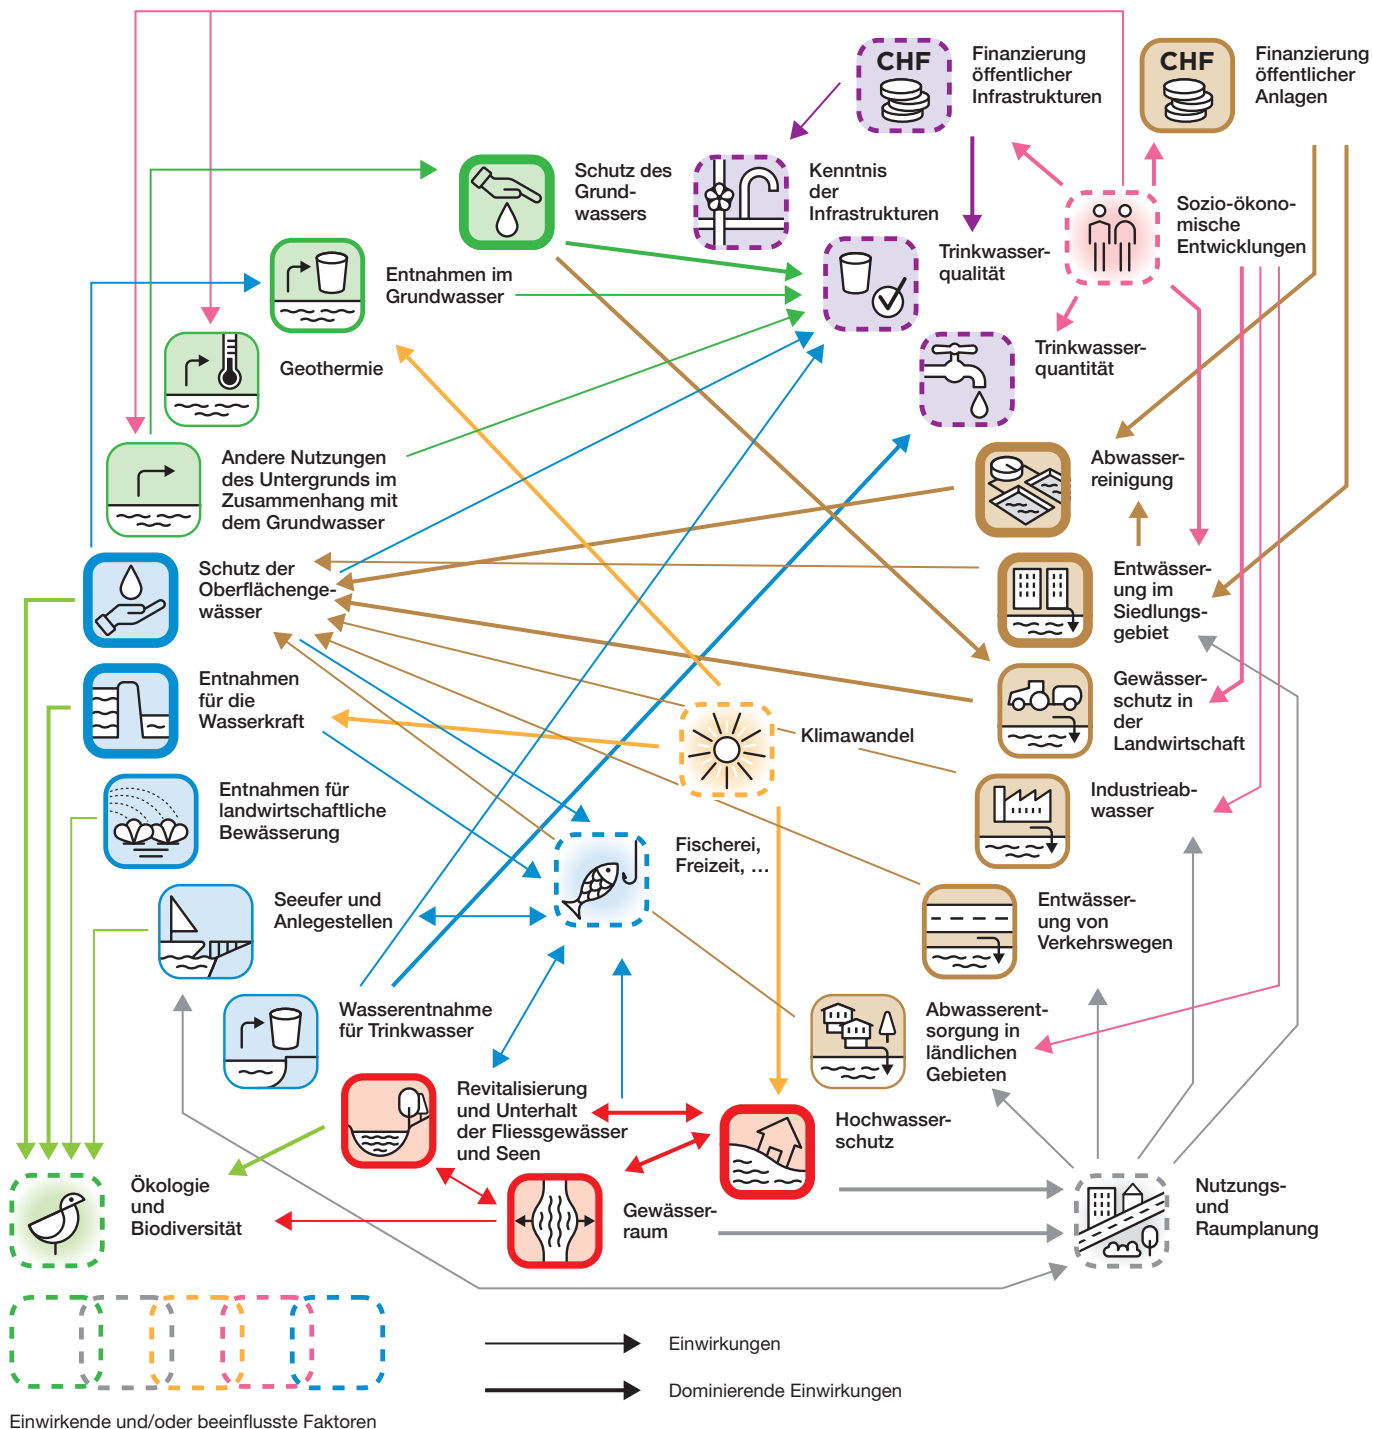 CHF
Finanzierung
öffentlicher
Infrastrukturen
CHF
Finanzierung
öffentlicher
Anlagen
Schutz des
Grund-
wassers
Kenntnis
der
Infrastrukturen
Sozio-ökono-
mische
Entwicklungen
Entnahmen im
Grundwasser
Trinkwasser-
qualität
Geothermie
Trinkwasser-
quantität
Andere Nutzungen
des Untergrunds im
Zusammenhang mit
dem Grundwasser
Abwasser-
reinigung
Schutz der
Oberflächenge-
wässer
Entwässer-
ung im
Siedlungs-
gebiet
Entnahmen
für die
Wasserkraft
Gewässer-
schutz in
der
Landwirtschaft
Klimawandel
Entnahmen für
landwirtschaftliche
Bewässerung
Industrieab-
wasser
Fischerei,
Freizeit, ...
Seeufer und
Anlegestellen
Entwässer-
ung von
Verkehrswegen
Wasserentnahme
für Trinkwasser
Abwasserent-
sorgung in
ländlichen
Gebieten
Revitalisierung
und Unterhalt
der Fliessgewässer
und Seen
Hochwasser-
schutz
Ökologie
und
Biodiversität
Gewässer-
raum
Nutzungs-
und
Raumplanung
Einwirkungen
Dominierende Einwirkungen
Einwirkende und/oder beeinflusste Faktoren